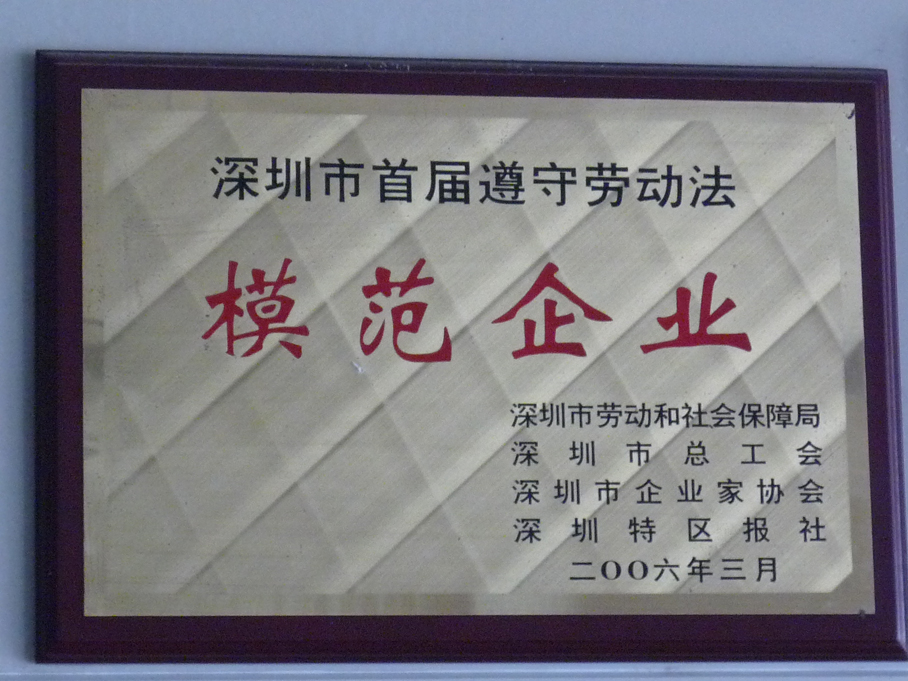 深圳市首届遵守劳动法
模范企业
深圳市劳动和社会保障局
深圳市总工会
深圳市企业家协会
深圳特区报社
二OO六年三月